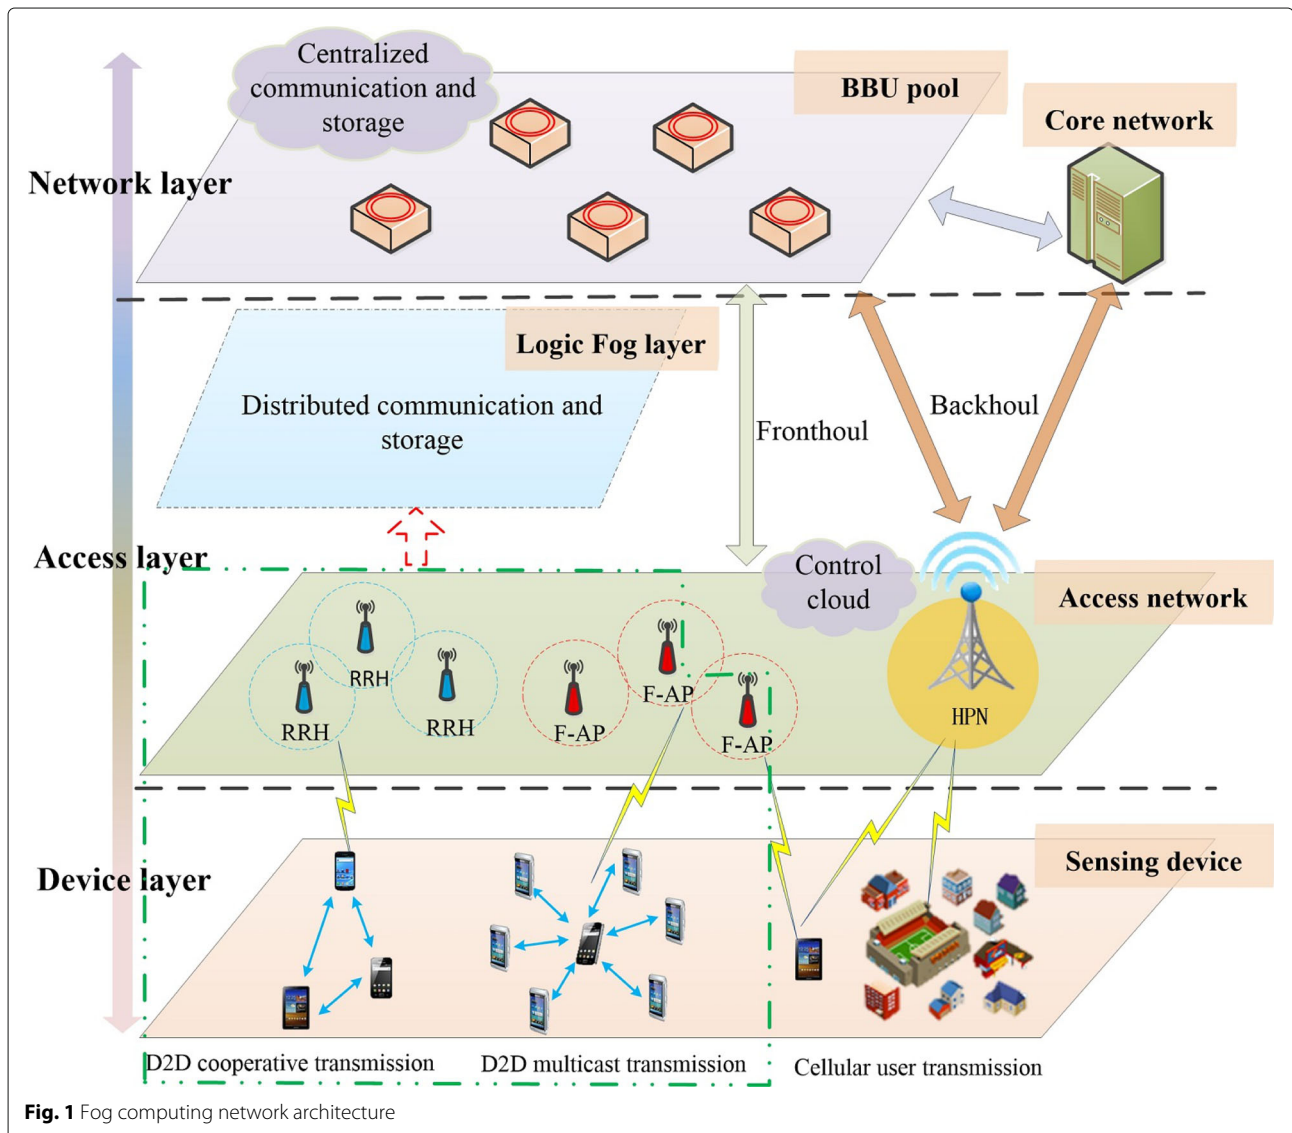 Centralized
communication and
storage
BBU pool
Core network
Network layer
Logic Fog layer
Distributed communication and
storage
Fronthoul
Backhoul
Access layer
Control
cloud
Access network
RRH
RRH
RRH
F-AP
F-AP
F-AP
HPN
Device layer
Sensing device
D2D cooperative transmission
D2D multicast transmission
Cellular user transmission
Fig. 1 Fog computing network architecture